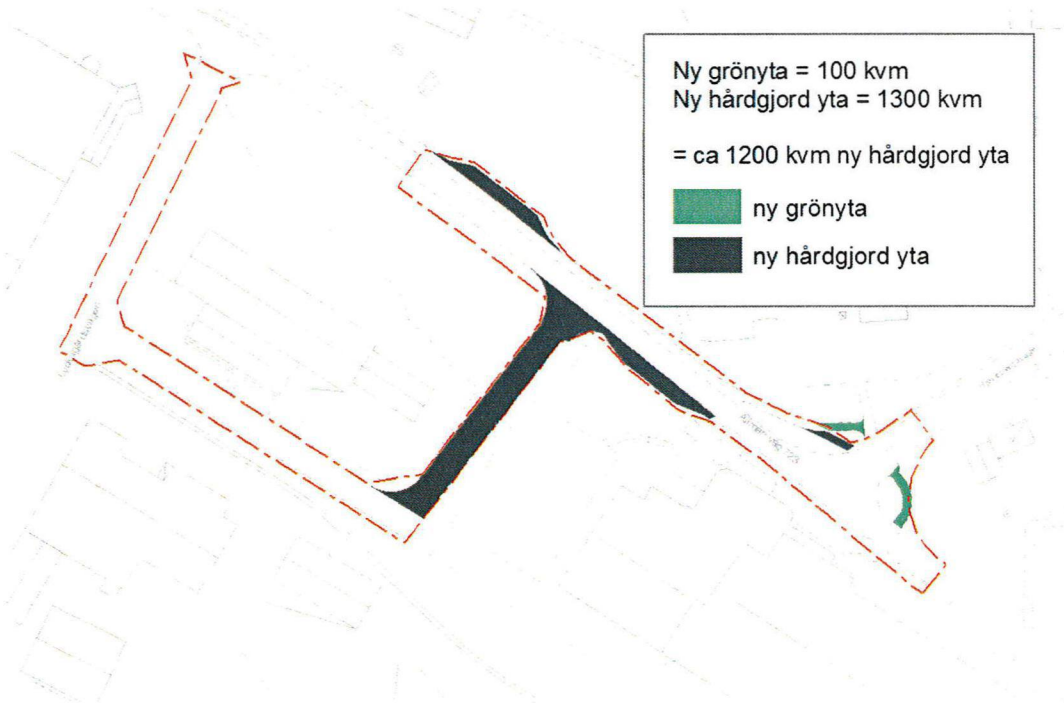 Ny grönyta = 100 kvm
Ny hårdgjord yta = 1300 kvm
= ca 1200 kvm ny hårdgjord yta
ny grönyta
ny hårdgjord yta